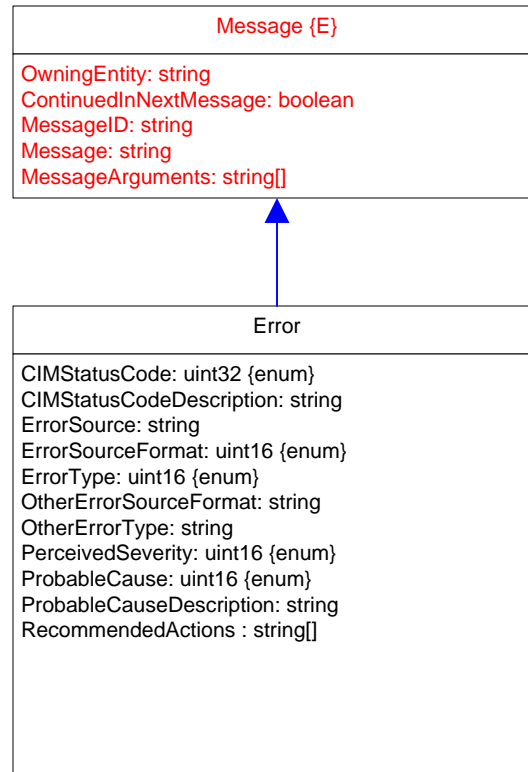 Message {E}
OwningEntity: string
ContinuedInNextMessage: boolean
MessageID: string
Message: string
MessageArguments: string[]
Error
CIMStatusCode: uint32 {enum}
CIMStatusCodeDescription: string
ErrorSource: string
ErrorSourceFormat: uint16 {enum}
ErrorType: uint16 {enum}
OtherErrorSourceFormat: string
OtherErrorType: string
PerceivedSeverity: uint16 {enum}
ProbableCause: uint16 {enum}
ProbableCauseDescription: string
RecommendedActions : string[]